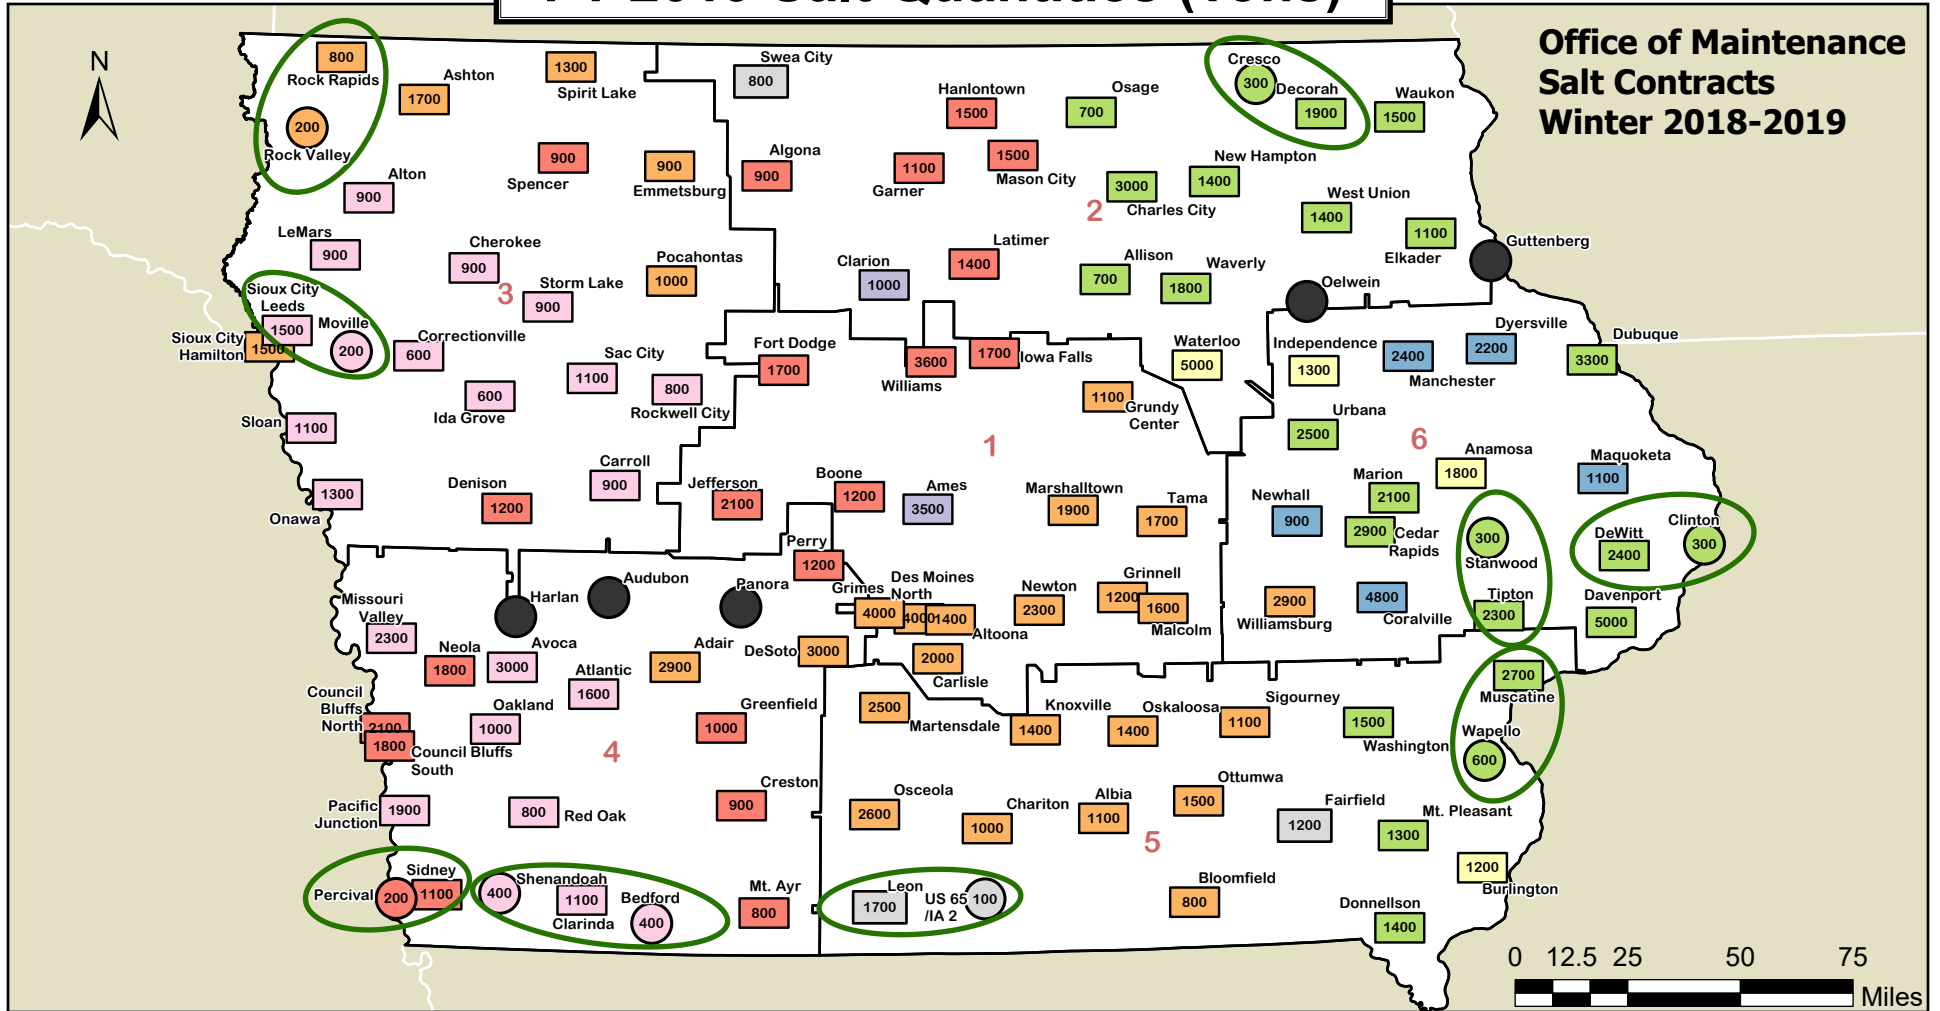 Office of Maintenance
Salt Contracts
Winter 2018-2019
N
800
Rock Rapids
200
Rock Valley
Ashton
1700
1300
Spirit Lake
Swea City
800
Hanlontown
1500
Osage
700
Cresco
300
Decorah
1900
Waukon
1500
900
Spencer
900
Emmetsburg
Algona
900
1100
Garner
1500
Mason City
3000
Charles City
New Hampton
1400
Alton
900
West Union
1400
1100
Elkader
Guttenberg
2
LeMars
900
Cherokee
900
3
Storm Lake
900
Pocahontas
1000
Clarion
1000
Latimer
1400
Allison
700
Waverly
1800
Oelwein
Sioux City
Leeds
1500
Moville
200
Sioux City
Hamilton
1500
Correctionville
600
Sac City
1100
800
Rockwell City
600
Ida Grove
Fort Dodge
1700
3600
Williams
1700
Iowa Falls
Waterloo
5000
Independence
1300
2400
Manchester
Dyersville
2200
Dubuque
3300
1100
Grundy
Center
Sloan
1100
1
Urbana
2500
6
Anamosa
1800
Maquoketa
1100
1300
Onawa
Denison
1200
Carroll
900
Jefferson
2100
Boone
1200
Ames
3500
Marshalltown
1900
Tama
1700
Newhall
900
Marion
2100
2900
Cedar
Rapids
300
Stanwood
DeWitt
2400
Clinton
300
Perry
1200
Harlan
Audubon
Panora
Grimes
4000
Des Moines
North
4000
1400
Altoona
Newton
2300
Grinnell
1200
1600
Malcolm
2900
Williamsburg
4800
Coralville
Tipton
2300
Davenport
5000
Missouri
Valley
2300
Neola
1800
Avoca
3000
Atlantic
1600
Adair
2900
DeSoto
3000
2000
Carlisle
Council
Bluffs
North
2100
1800
Council Bluffs
South
Oakland
1000
4
Greenfield
1000
2500
Martensdale
Knoxville
1400
Oskaloosa
1400
Sigourney
1100
1500
Washington
2700
Muscatine
Wapello
600
Pacific
Junction
1900
800
Red Oak
Creston
900
Osceola
2600
Chariton
1000
Albia
1100
Ottumwa
1500
5
Fairfield
1200
Mt. Pleasant
1300
1200
Burlington
Percival
200
Sidney
1100
400
Shenandoah
1100
Clarinda
Bedford
400
Mt. Ayr
800
Leon
1700
US 65
/IA 2
100
Bloomfield
800
Donnellson
1400
0 12.5 25 50 75
Miles